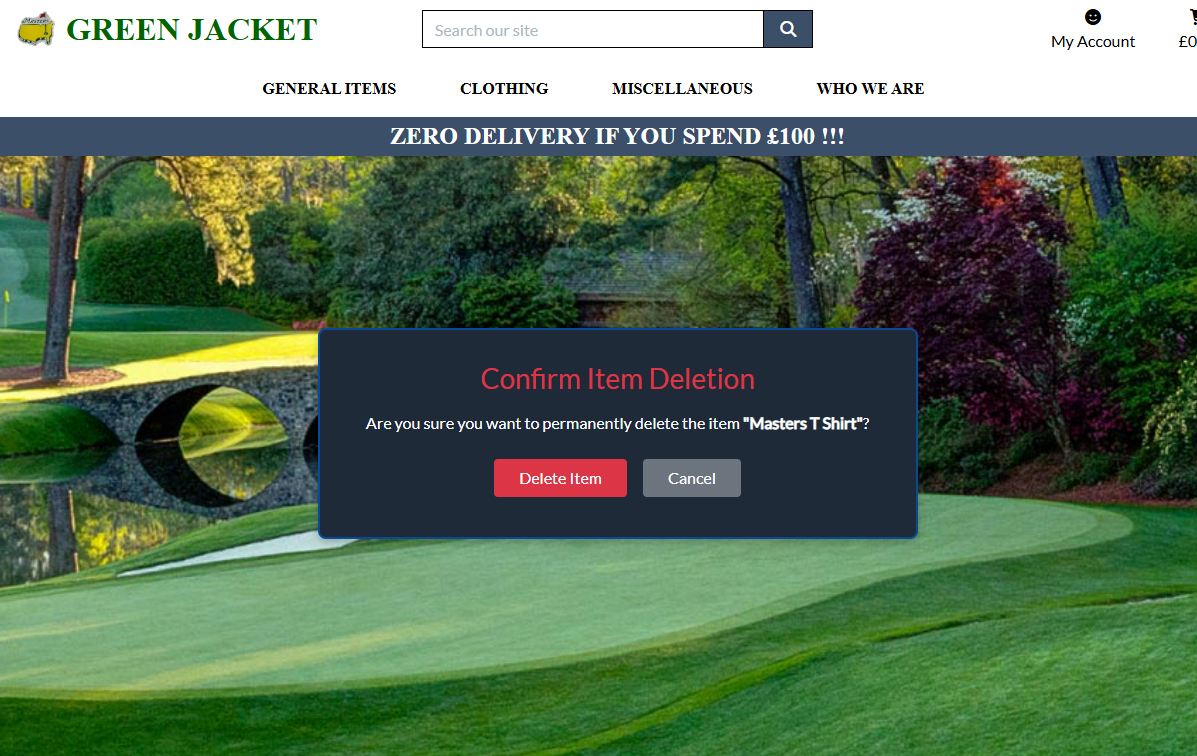 Masters
GREEN JACKET
Search our site
My Account
£0
GENERAL ITEMS
CLOTHING
MISCELLANEOUS
WHO WE ARE
ZERO DELIVERY IF YOU SPEND £100 !!!
Confirm Item Deletion
Are you sure you want to permanently delete the item "Masters T Shirt"?
Delete Item
Cancel